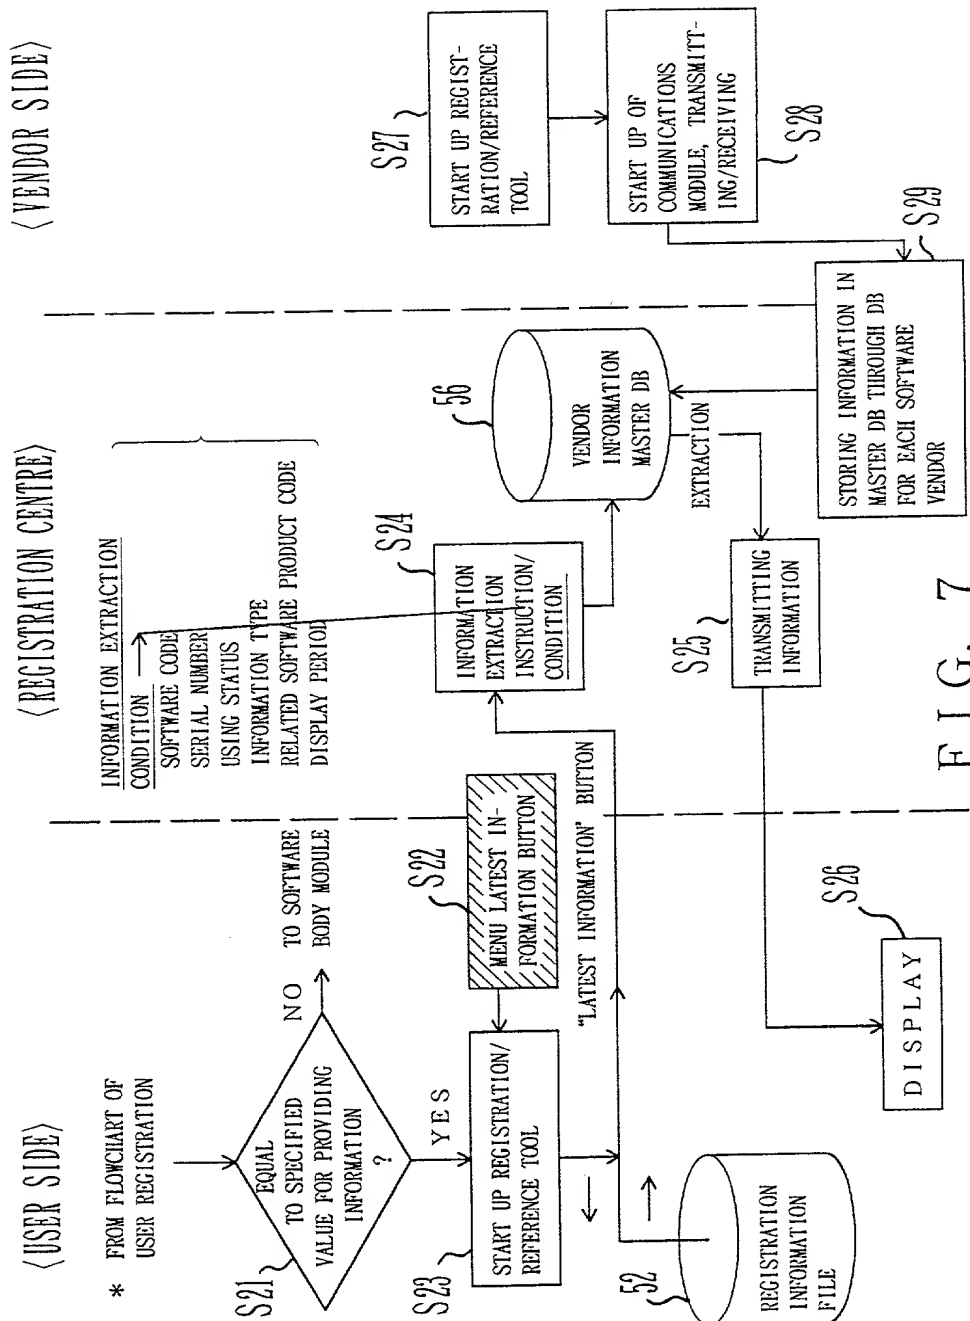 〈USER SIDE〉
〈REGISTRATION CENTRE〉
〈VENDOR SIDE〉
* FROM FLOWCHART OF
USER REGISTRATION
S21
EQUAL
TO SPECIFIED
VALUE FOR PROVIDING
INFORMATION
?
NO
TO SOFTWARE
BODY MODULE
YES
S22
MENU LATEST IN-
FORMATION BUTTON
S23
START UP REGISTRATION/
REFERENCE TOOL
"LATEST INFORMATION" BUTTON
52
REGISTRATION
INFORMATION
FILE
S26
DISPLAY
INFORMATION EXTRACTION
CONDITION
SOFTWARE CODE
SERIAL NUMBER
USING STATUS
INFORMATION TYPE
RELATED SOFTWARE PRODUCT CODE
DISPLAY PERIOD
S24
INFORMATION
EXTRACTION
INSTRUCTION/
CONDITION
56
VENDOR
INFORMATION
MASTER DB
EXTRACTION
S25
TRANSMITTING
INFORMATION
S27
START UP REGIST-
RATION/REFERENCE
TOOL
START UP OF
COMMUNICATIONS
MODULE, TRANSMITT-
ING/RECEIVING
S28
S29
STORING INFORMATION IN
MASTER DB THROUGH DB
FOR EACH SOFTWARE
VENDOR
FIG. 7